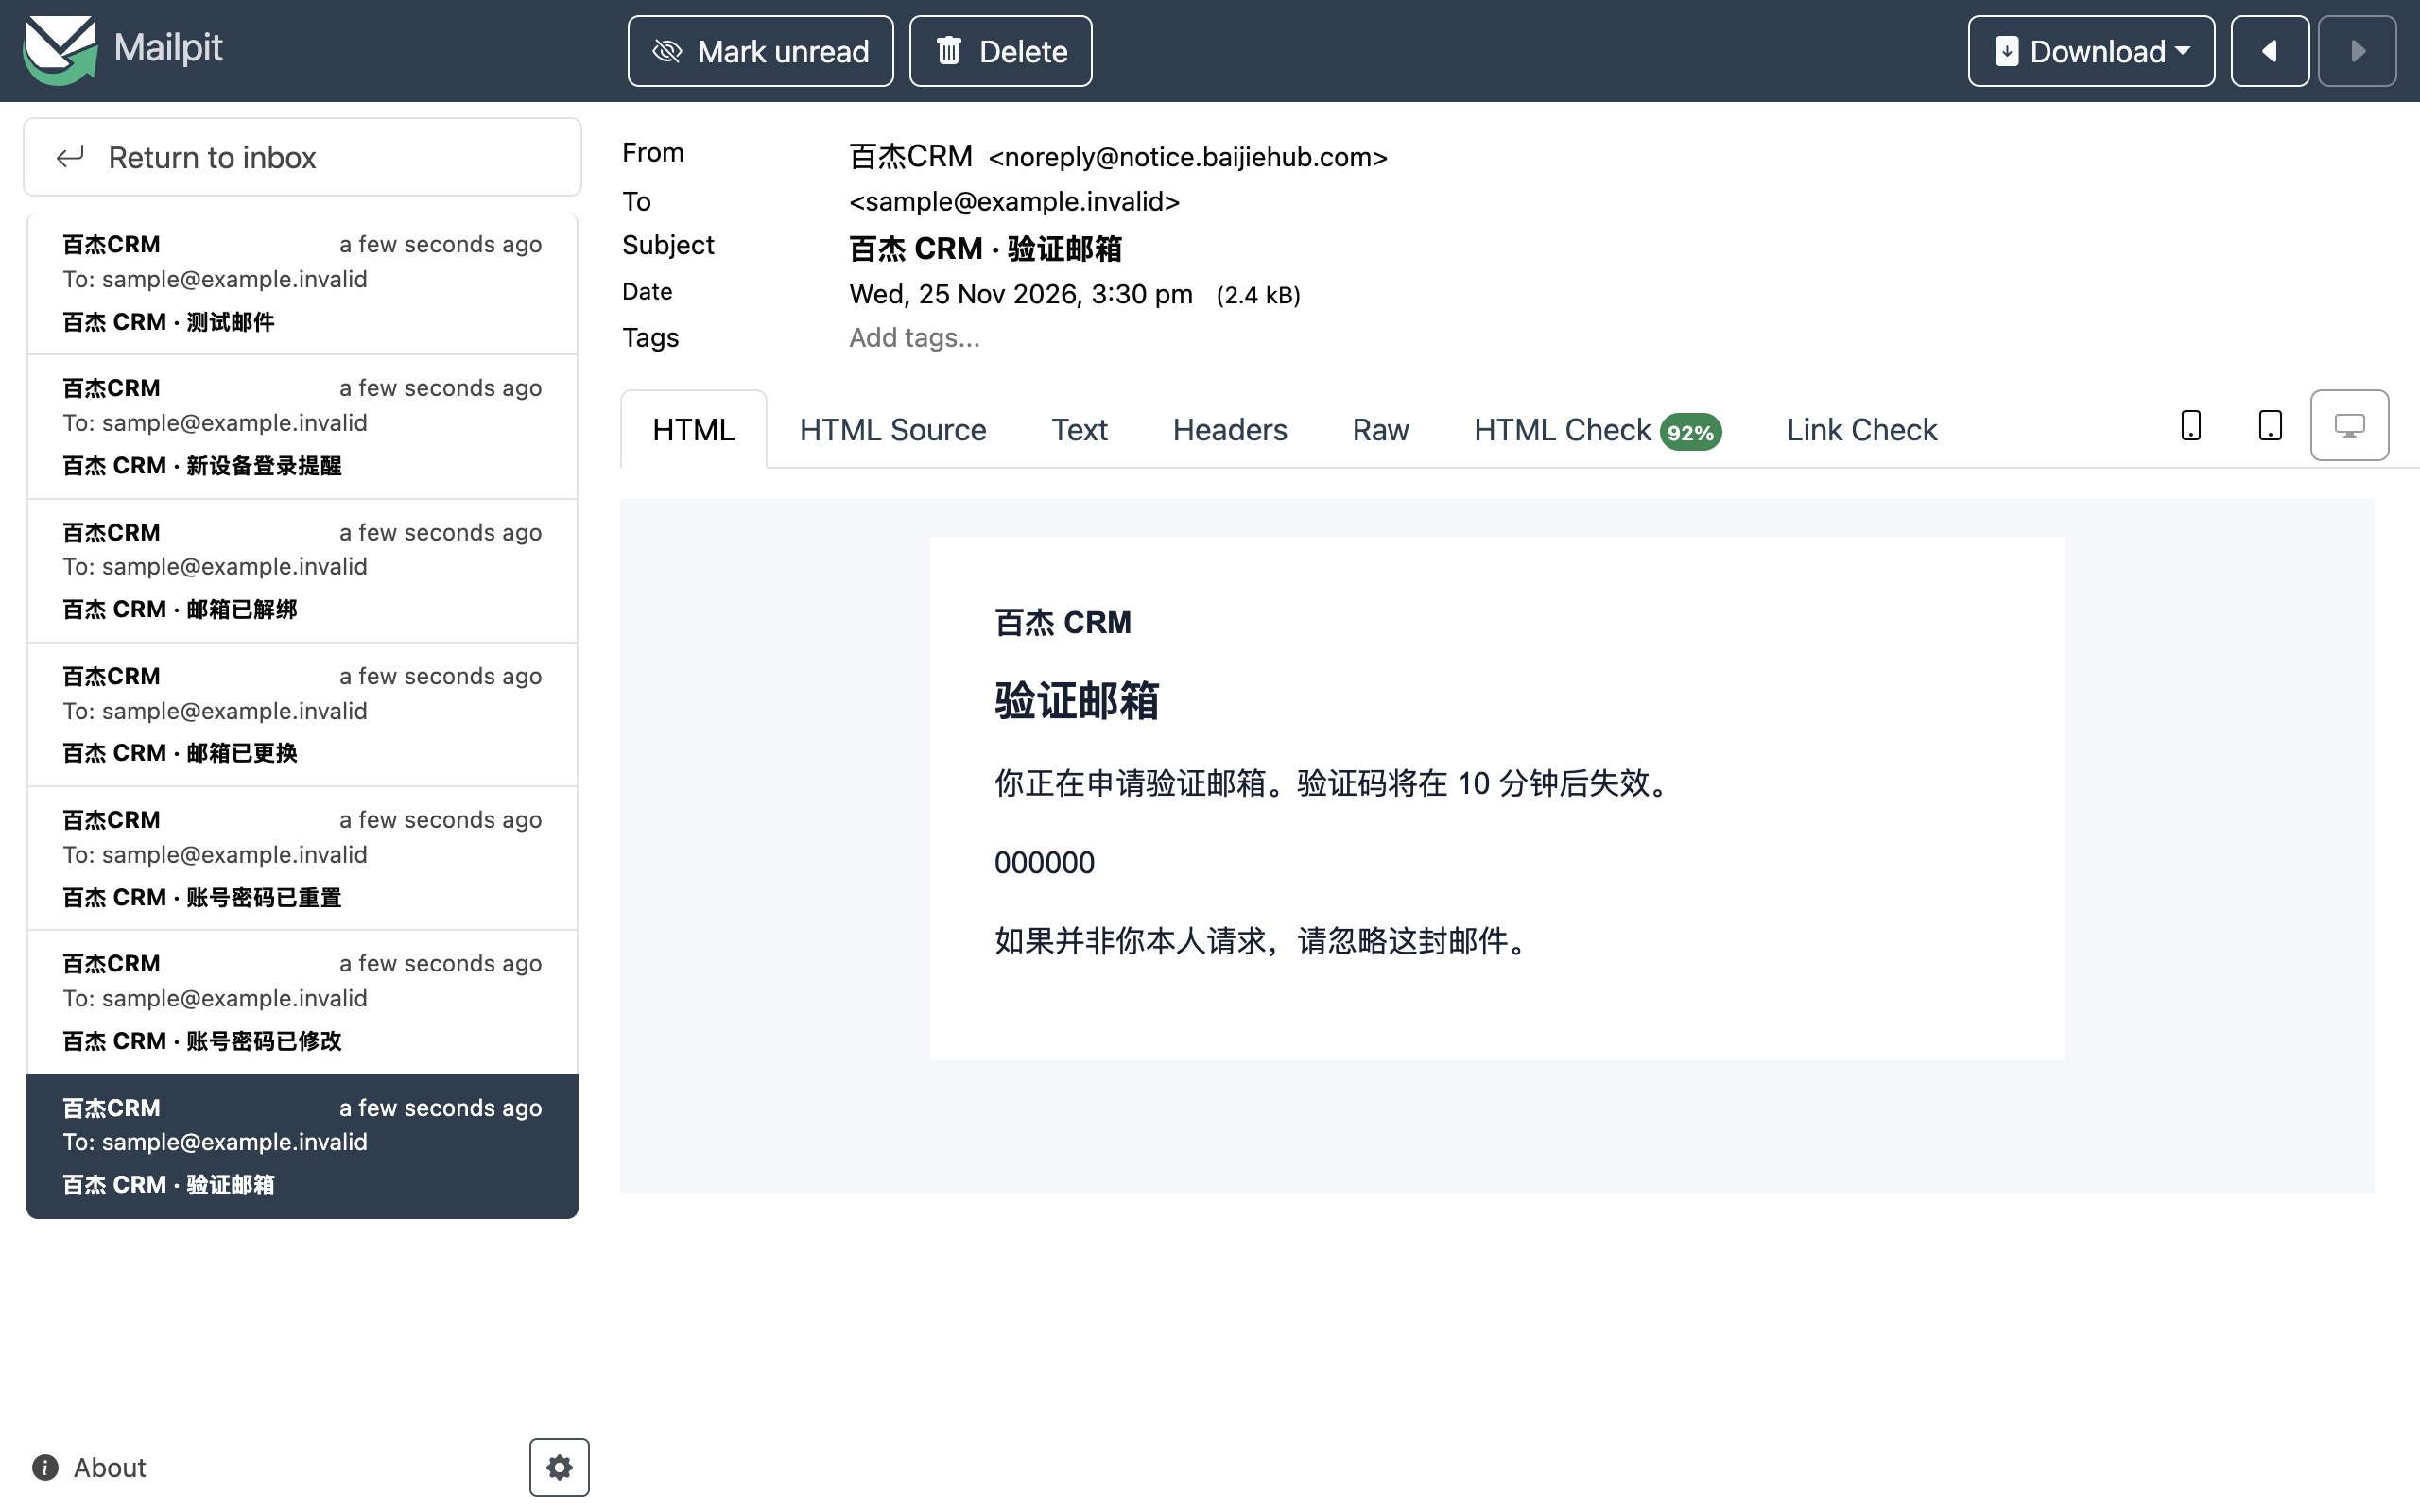 Mailpit
Mark unread
Delete
Download
Return to inbox
百杰CRM a few seconds ago
To: sample@example.invalid
百杰 CRM · 测试邮件
百杰CRM a few seconds ago
To: sample@example.invalid
百杰 CRM · 新设备登录提醒
百杰CRM a few seconds ago
To: sample@example.invalid
百杰 CRM · 邮箱已解绑
百杰CRM a few seconds ago
To: sample@example.invalid
百杰 CRM · 邮箱已更换
百杰CRM a few seconds ago
To: sample@example.invalid
百杰 CRM · 账号密码已重置
百杰CRM a few seconds ago
To: sample@example.invalid
百杰 CRM · 账号密码已修改
百杰CRM a few seconds ago
To: sample@example.invalid
百杰 CRM · 验证邮箱
About
From 百杰CRM <noreply@notice.baijiehub.com>
To <sample@example.invalid>
Subject 百杰 CRM · 验证邮箱
Date Wed, 25 Nov 2026, 3:30 pm (2.4 kB)
Tags Add tags...
HTML HTML Source Text Headers Raw HTML Check 92% Link Check
百杰 CRM
验证邮箱
你正在申请验证邮箱。验证码将在 10 分钟后失效。
000000
如果并非你本人请求，请忽略这封邮件。